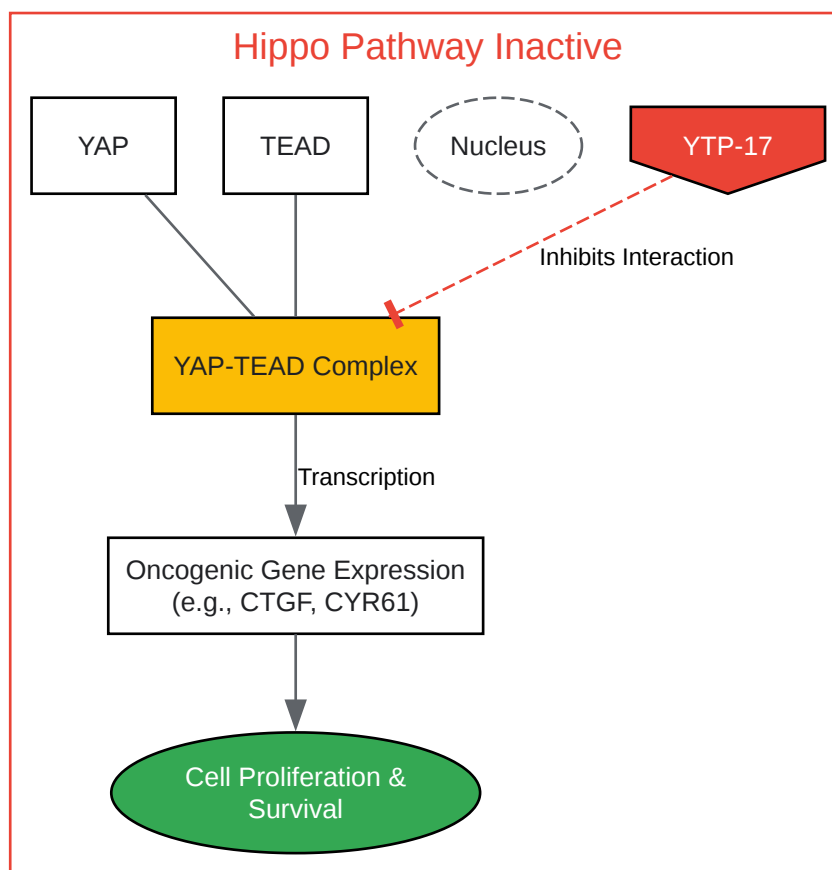 Hippo Pathway Inactive
YAP
TEAD
Nucleus
YTP-17
Inhibits Interaction
YAP-TEAD Complex
Transcription
Oncogenic Gene Expression
(e.g., CTGF, CYR61)
Cell Proliferation &
Survival